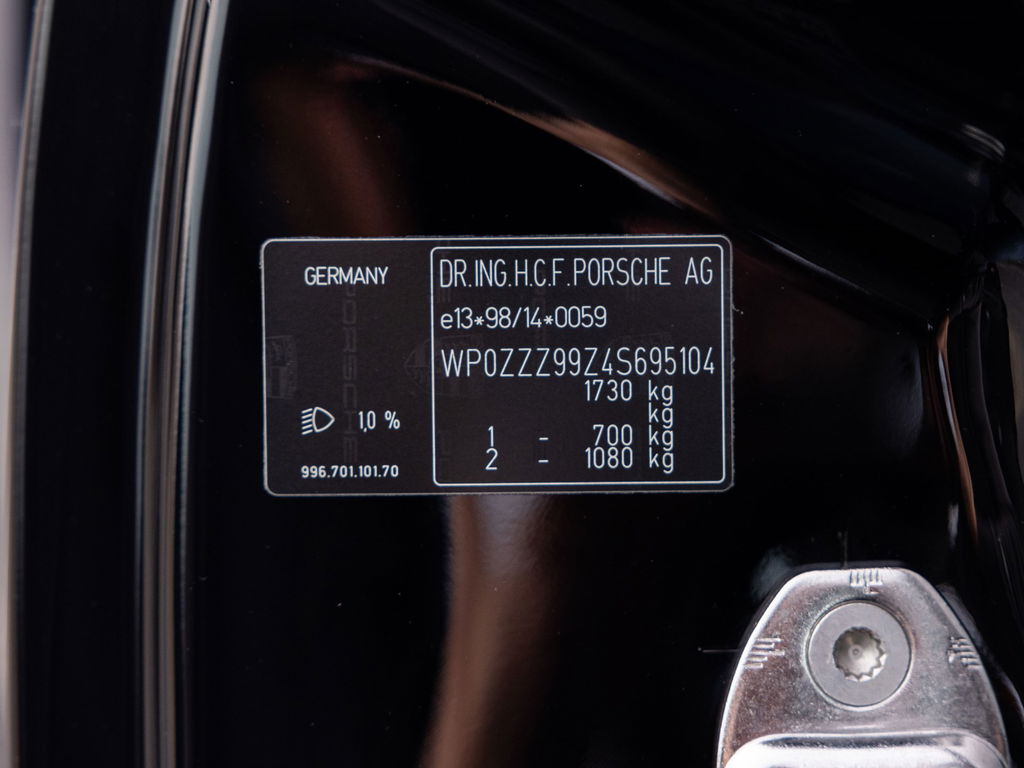 GERMANY
DR.ING.H.C.F.PORSCHE AG
e13*98/14*0059
WP0ZZZ99Z4S695104
1730 kg
kg
1 - 700 kg
2 - 1080 kg
1,0 %
996.701.101.70
PORSCHE